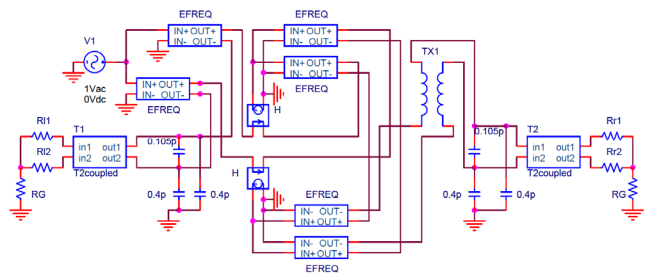 EFREQ
EFREQ
V1
IN+ OUT+
IN- OUT-
IN+ OUT+
IN- OUT-
TX1
EFREQ
IN+ OUT+
IN- OUT-
1Vac
0Vdc
IN+ OUT+
IN- OUT-
EFREQ
H
Rl1
T1
0.105p
0.105p
T2
Rr1
in1 out1
in2 out2
in1 out1
in2 out2
Rl2
Rr2
T2coupled
H
T2coupled
RG
0.4p
0.4p
EFREQ
0.4p
0.4p
RG
IN- OUT-
IN+ OUT+
IN- OUT-
IN+ OUT+
EFREQ